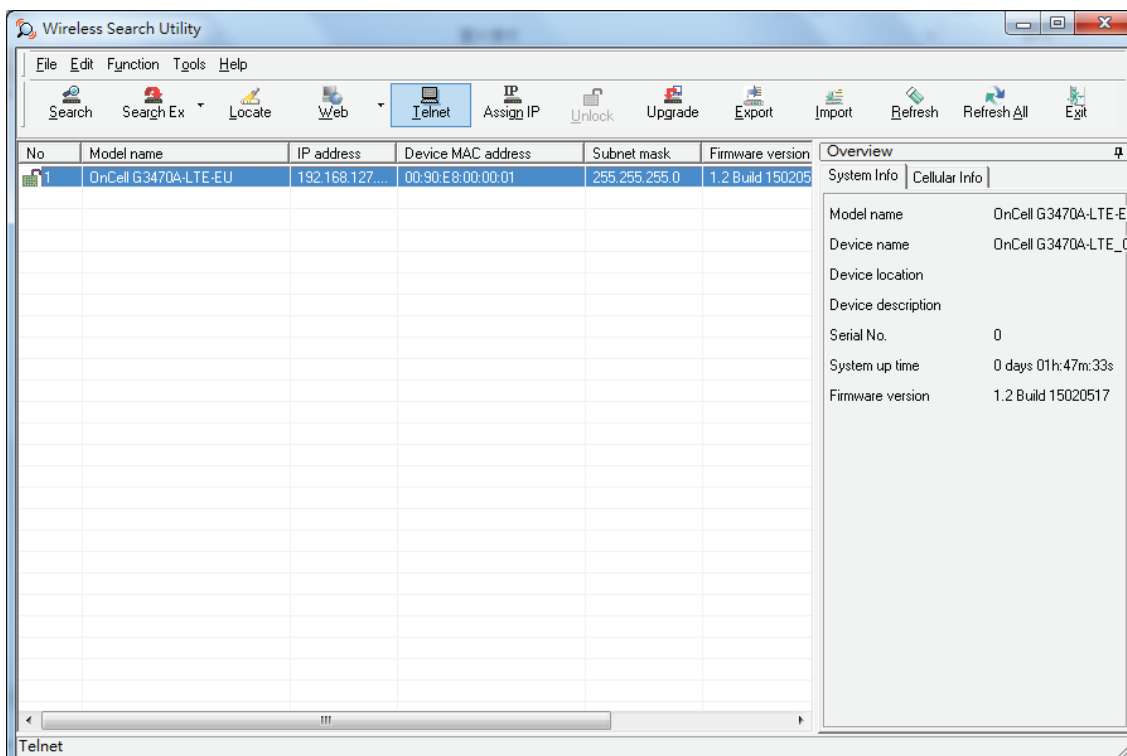 Wireless Search Utility
File Edit Function Tools Help
Search Search Ex Locate Web Telnet Assign IP Unlock Upgrade Export Import Refresh Refresh All Exit
No Model name IP address Device MAC address Subnet mask Firmware version
1 OnCell G3470A-LTE-EU 192.168.127.... 00:90:E8:00:00:01 255.255.255.0 1.2 Build 150205
Overview
System Info Cellular Info
Model name OnCell G3470A-LTE-E
Device name OnCell G3470A-LTE_0
Device location
Device description
Serial No. 0
System up time 0 days 01h:47m:33s
Firmware version 1.2 Build 15020517
Telnet